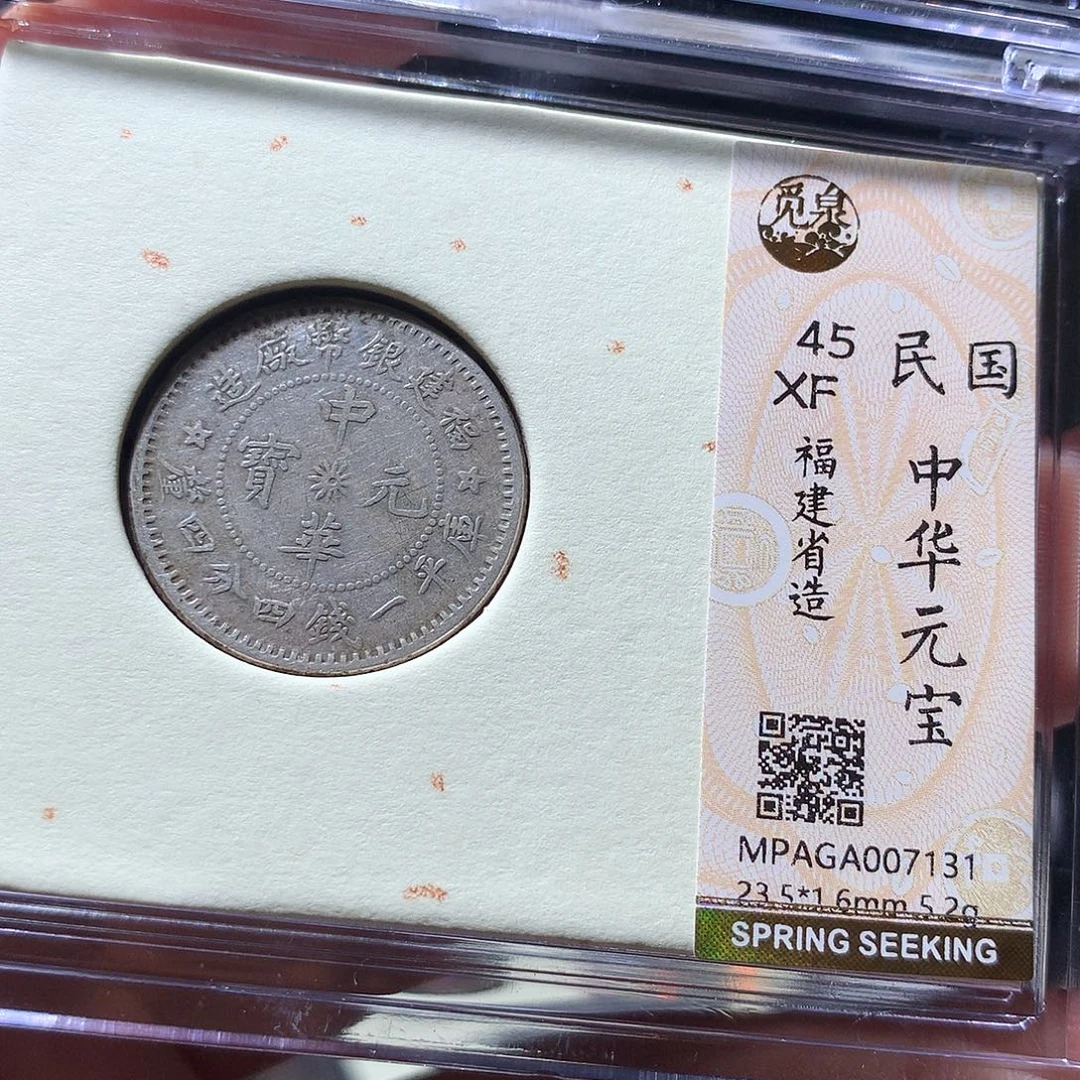 福建銀幣廠造
中華元寶
庫平一錢四分四釐
觅泉
45
XF
福建省造
民国
中华元宝
MPAGA007131
23.5*1.6mm 5.2g
SPRING SEEKING